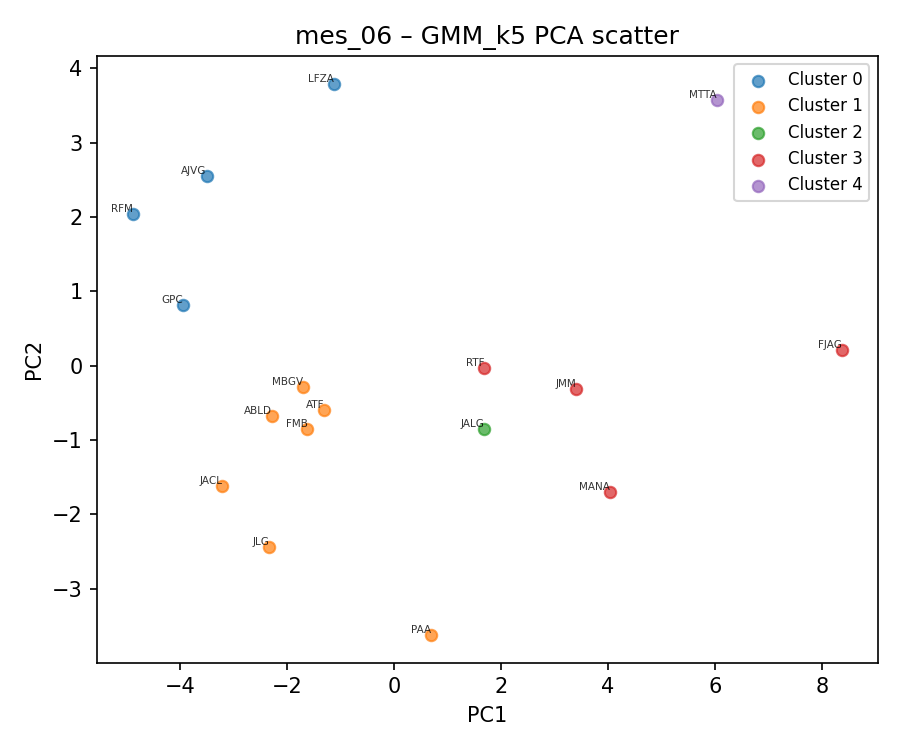 mes_06 – GMM_k5 PCA scatter
4
3
2
1
0
−1
−2
−3
PC2
LFZA
MTTA
AJVG
RFM
GPC
FJAG
RTF
MBGV
JMM
ATF
ABLD
FMB
JALG
JACL
MANA
JLG
PAA
Cluster 0
Cluster 1
Cluster 2
Cluster 3
Cluster 4
−4
−2
0
2
4
6
8
PC1